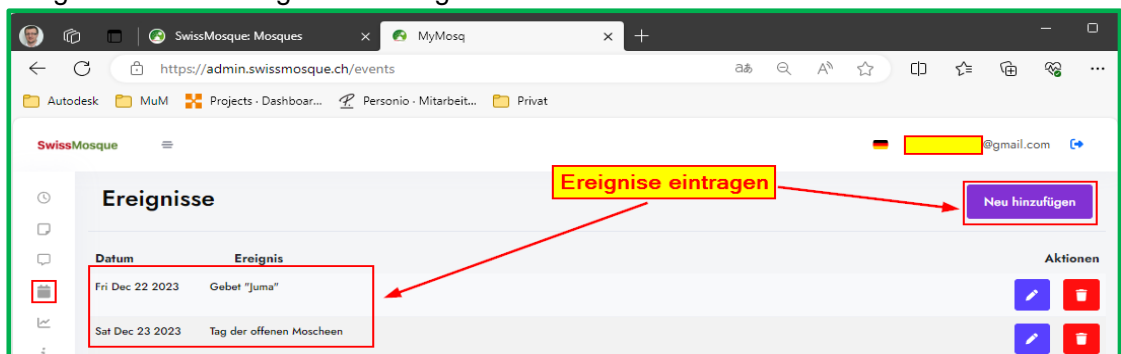 SwissMosque: Mosques
MyMosq
https://admin.swissmosque.ch/events
Autodesk MuM Projects - Dashboar... Personio - Mitarbeit... Privat
SwissMosque
@gmail.com
Ereignise eintragen
Ereignisse
Neu hinzufügen
Datum Ereignis Aktionen
Fri Dec 22 2023 Gebet "Juma"
Sat Dec 23 2023 Tag der offenen Moscheen